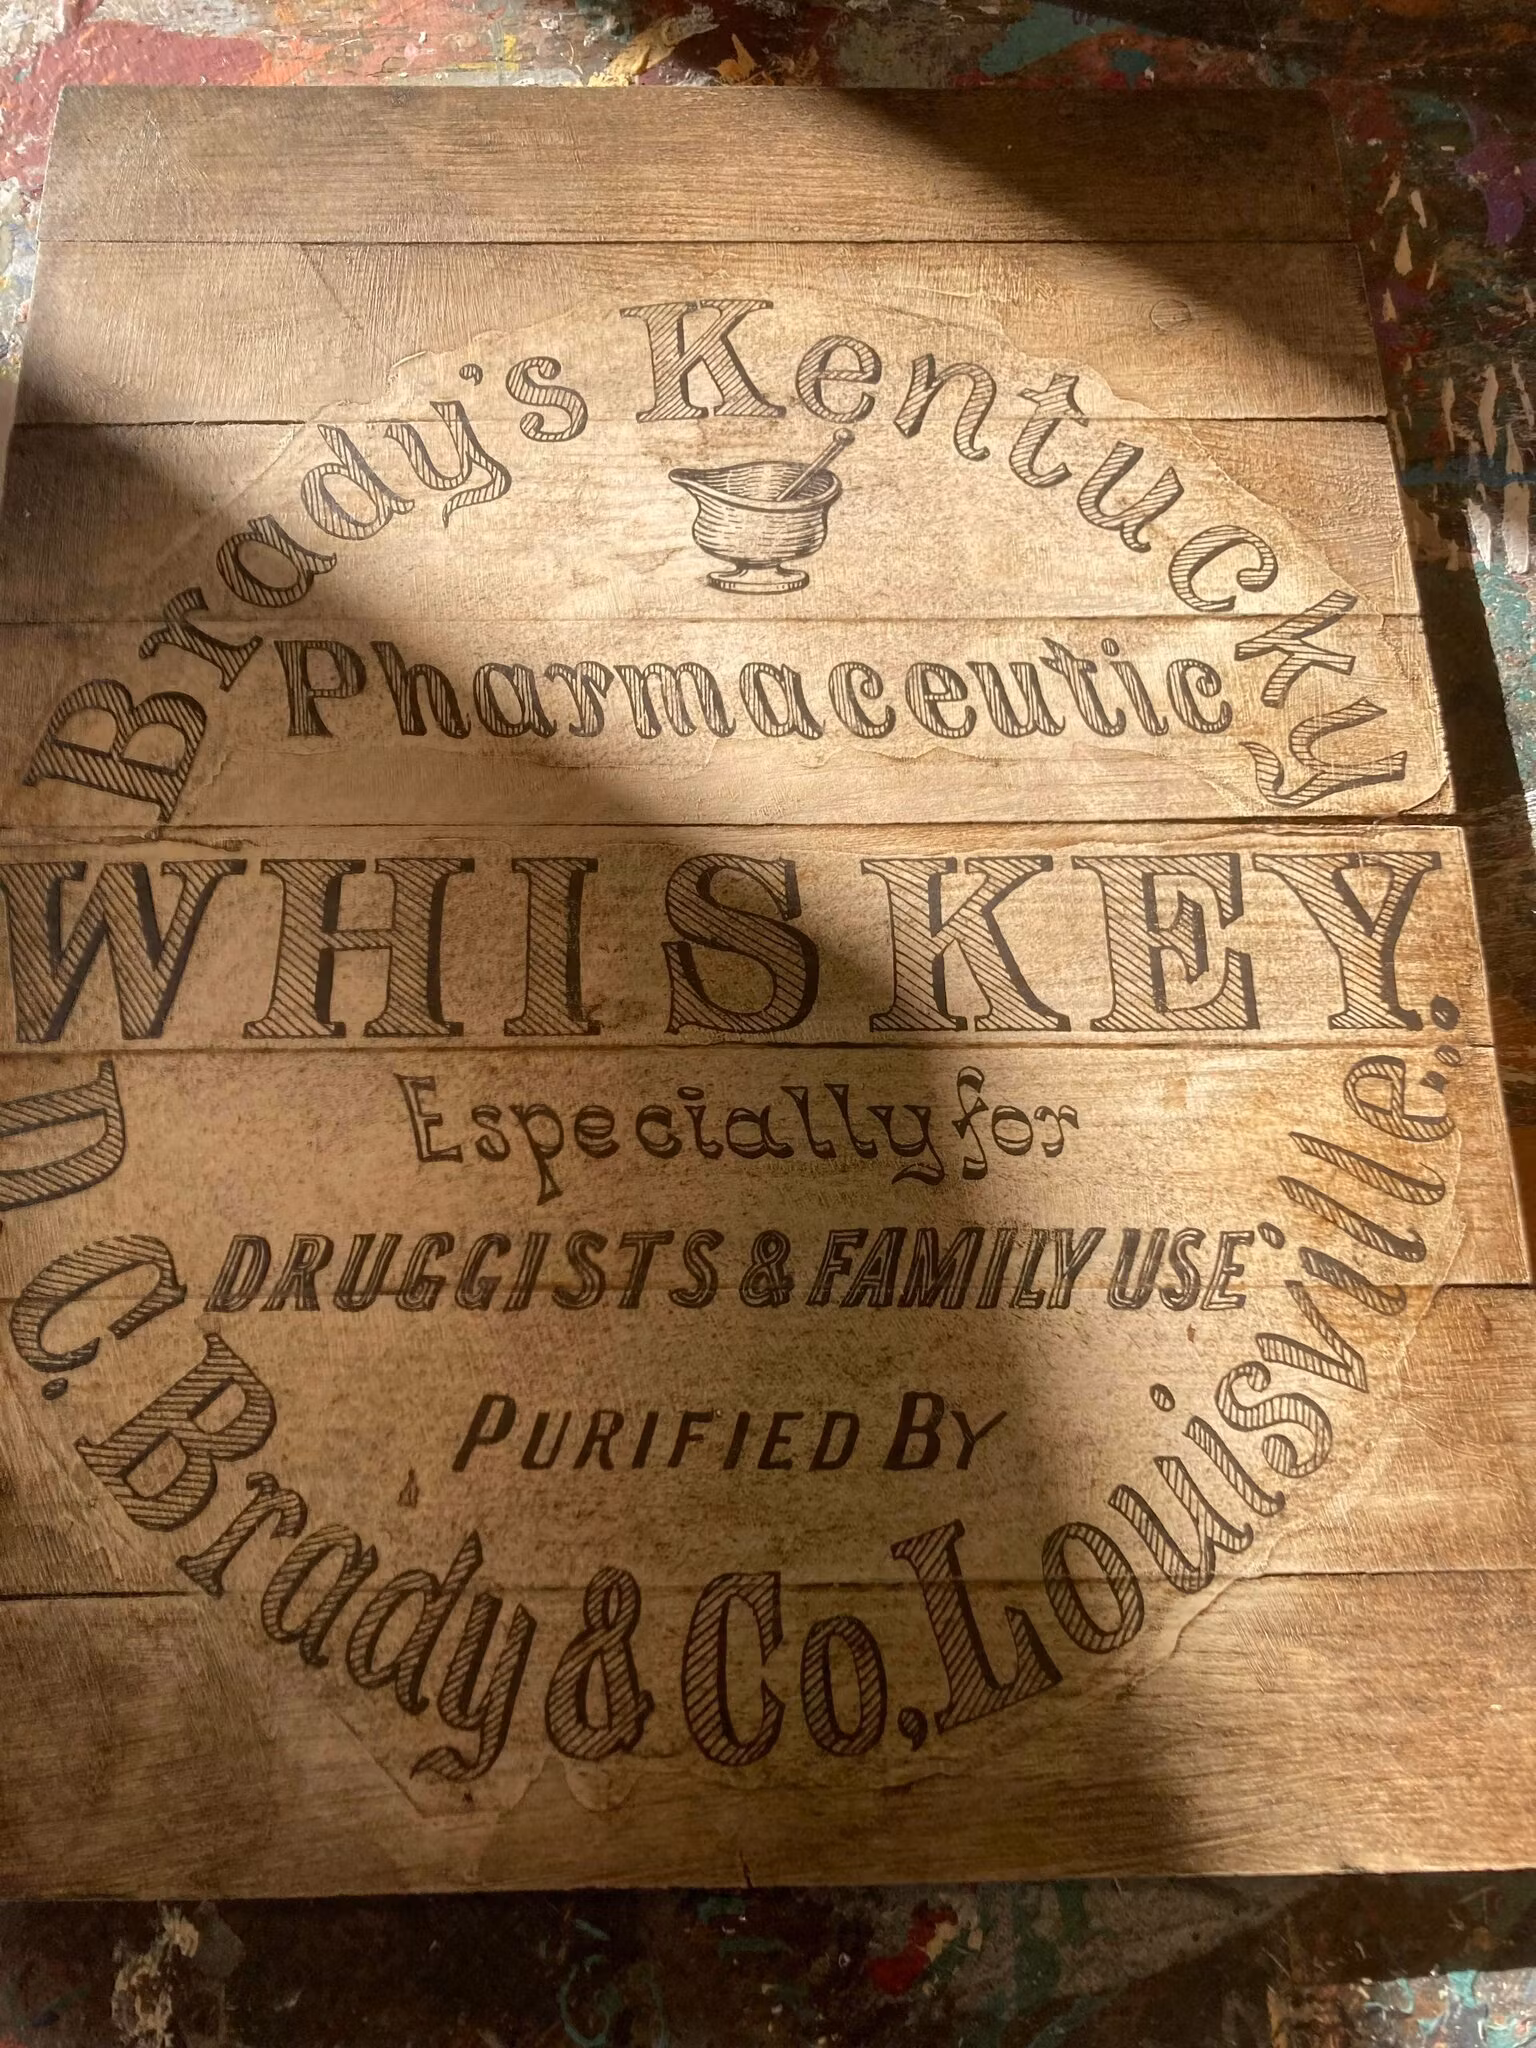 Brady's Kentucky
Pharmaceutic
WHISKEY.
Especially for
DRUGGISTS & FAMILY USE
PURIFIED BY
D.C. Brady & Co, Louisville.